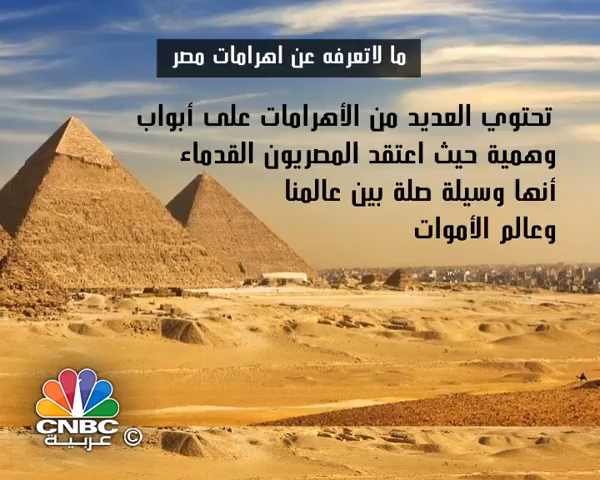 ما لاتعرفه عن اهرامات مصر
تحتوي العديد من الأهرامات على أبواب
وهمية حيث اعتقد المصريون القدماء
أنها وسيلة صلة بين عالمنا
وعالم الأموات
CNBC
عربية ©